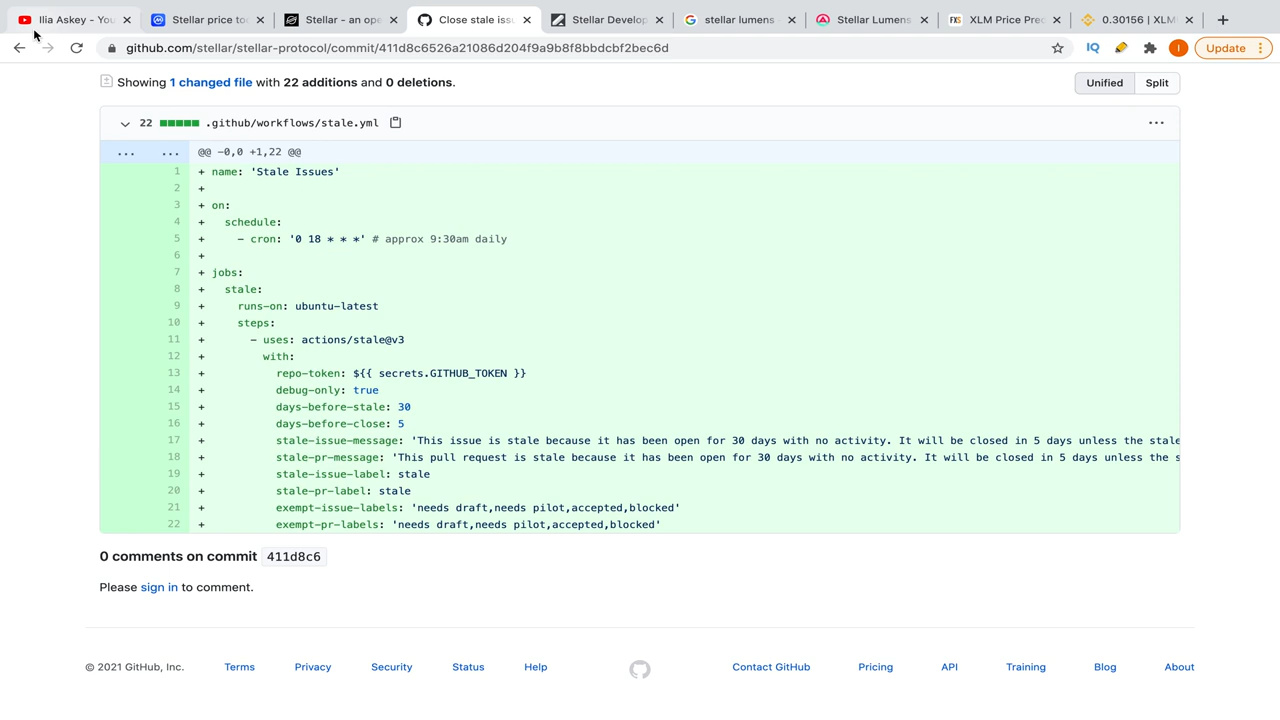 Ilia Askey - You
Stellar price to
Stellar - an ope
Close stale issu
Stellar Develop
stellar lumens -
Stellar Lumens
XLM Price Pred
0.30156 | XLM
github.com/stellar/stellar-protocol/commit/411d8c6526a21086d204f9a9b8f8bbdcbf2bec6d
IQ
I
Update
Showing 1 changed file with 22 additions and 0 deletions.
Unified
Split
22 .github/workflows/stale.yml
... ... @@ -0,0 +1,22 @@
1 + name: 'Stale Issues'
2 +
3 + on:
4 + schedule:
5 + - cron: '0 18 * * *' # approx 9:30am daily
6 +
7 + jobs:
8 + stale:
9 + runs-on: ubuntu-latest
10 + steps:
11 + - uses: actions/stale@v3
12 + with:
13 + repo-token: ${{ secrets.GITHUB_TOKEN }}
14 + debug-only: true
15 + days-before-stale: 30
16 + days-before-close: 5
17 + stale-issue-message: 'This issue is stale because it has been open for 30 days with no activity. It will be closed in 5 days unless the stale
18 + stale-pr-message: 'This pull request is stale because it has been open for 30 days with no activity. It will be closed in 5 days unless the s
19 + stale-issue-label: stale
20 + stale-pr-label: stale
21 + exempt-issue-labels: 'needs draft,needs pilot,accepted,blocked'
22 + exempt-pr-labels: 'needs draft,needs pilot,accepted,blocked'
0 comments on commit 411d8c6
Please sign in to comment.
© 2021 GitHub, Inc.
Terms
Privacy
Security
Status
Help
Contact GitHub
Pricing
API
Training
Blog
About